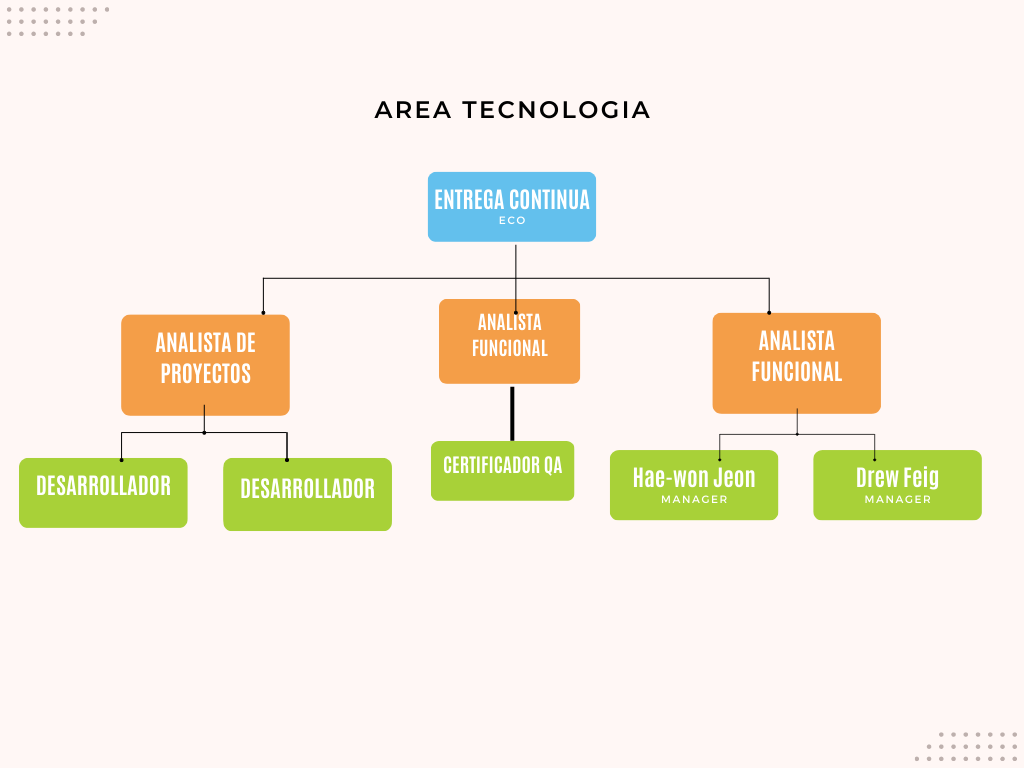 AREA TECNOLOGIA
ENTREGA CONTINUA
ECO
ANALISTA DE
PROYECTOS
ANALISTA
FUNCIONAL
ANALISTA
FUNCIONAL
DESARROLLADOR
DESARROLLADOR
CERTIFICADOR QA
Hae-won Jeon
MANAGER
Drew Feig
MANAGER